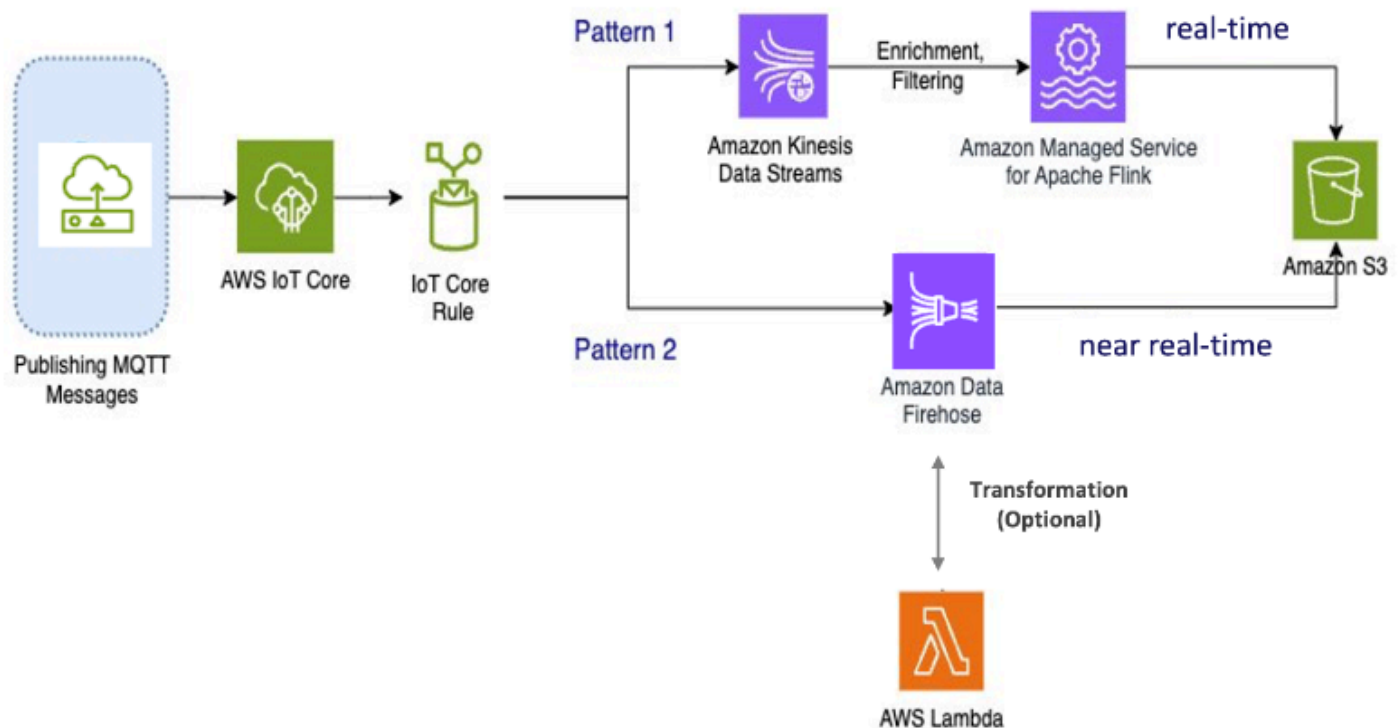 Pattern 1
real-time
Enrichment,
Filtering
Amazon Kinesis
Data Streams
Amazon Managed Service
for Apache Flink
AWS IoT Core
IoT Core
Rule
Amazon S3
Publishing MQTT
Messages
Pattern 2
near real-time
Amazon Data
Firehose
Transformation
(Optional)
AWS Lambda